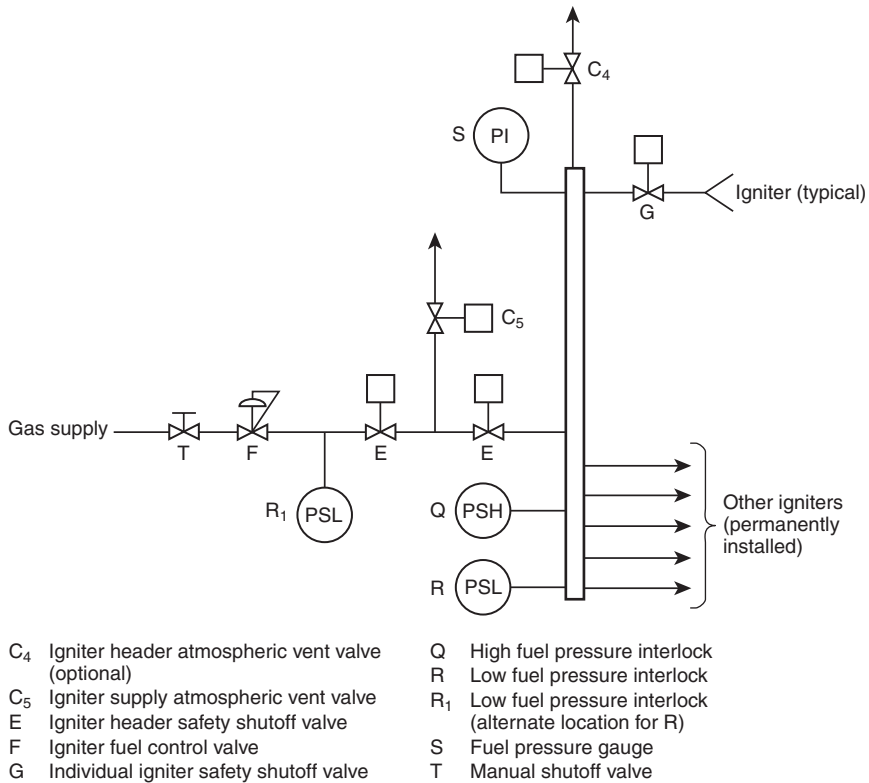 C4
S PI
G
Igniter (typical)
C5
Gas supply
T F E E
R1 PSL
Q PSH
R PSL
Other igniters
(permanently
installed)
C4 Igniter header atmospheric vent valve
(optional)
C5 Igniter supply atmospheric vent valve
E Igniter header safety shutoff valve
F Igniter fuel control valve
G Individual igniter safety shutoff valve
Q High fuel pressure interlock
R Low fuel pressure interlock
R1 Low fuel pressure interlock
(alternate location for R)
S Fuel pressure gauge
T Manual shutoff valve